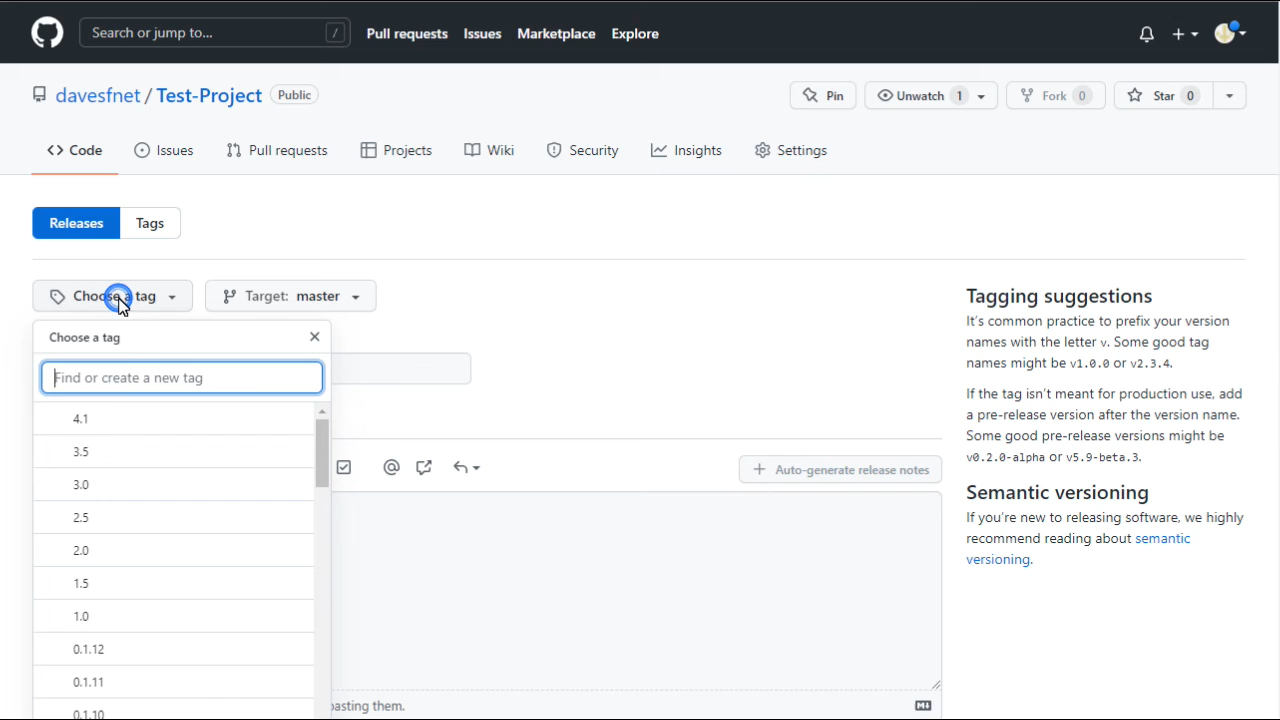 Search or jump to... /
Pull requests Issues Marketplace Explore
davesfnet / Test-Project Public
Pin Unwatch 1 Fork 0 Star 0
Code Issues Pull requests Projects Wiki Security Insights Settings
Releases Tags
Choose a tag Target: master
Choose a tag
Find or create a new tag
4.1
3.5
3.0
2.5
2.0
1.5
1.0
0.1.12
0.1.11
0.1.10
+ Auto-generate release notes
pasting them.
Tagging suggestions
It's common practice to prefix your version
names with the letter v. Some good tag
names might be v1.0.0 or v2.3.4.
If the tag isn't meant for production use, add
a pre-release version after the version name.
Some good pre-release versions might be
v0.2.0-alpha or v5.9-beta.3.
Semantic versioning
If you're new to releasing software, we highly
recommend reading about semantic
versioning.